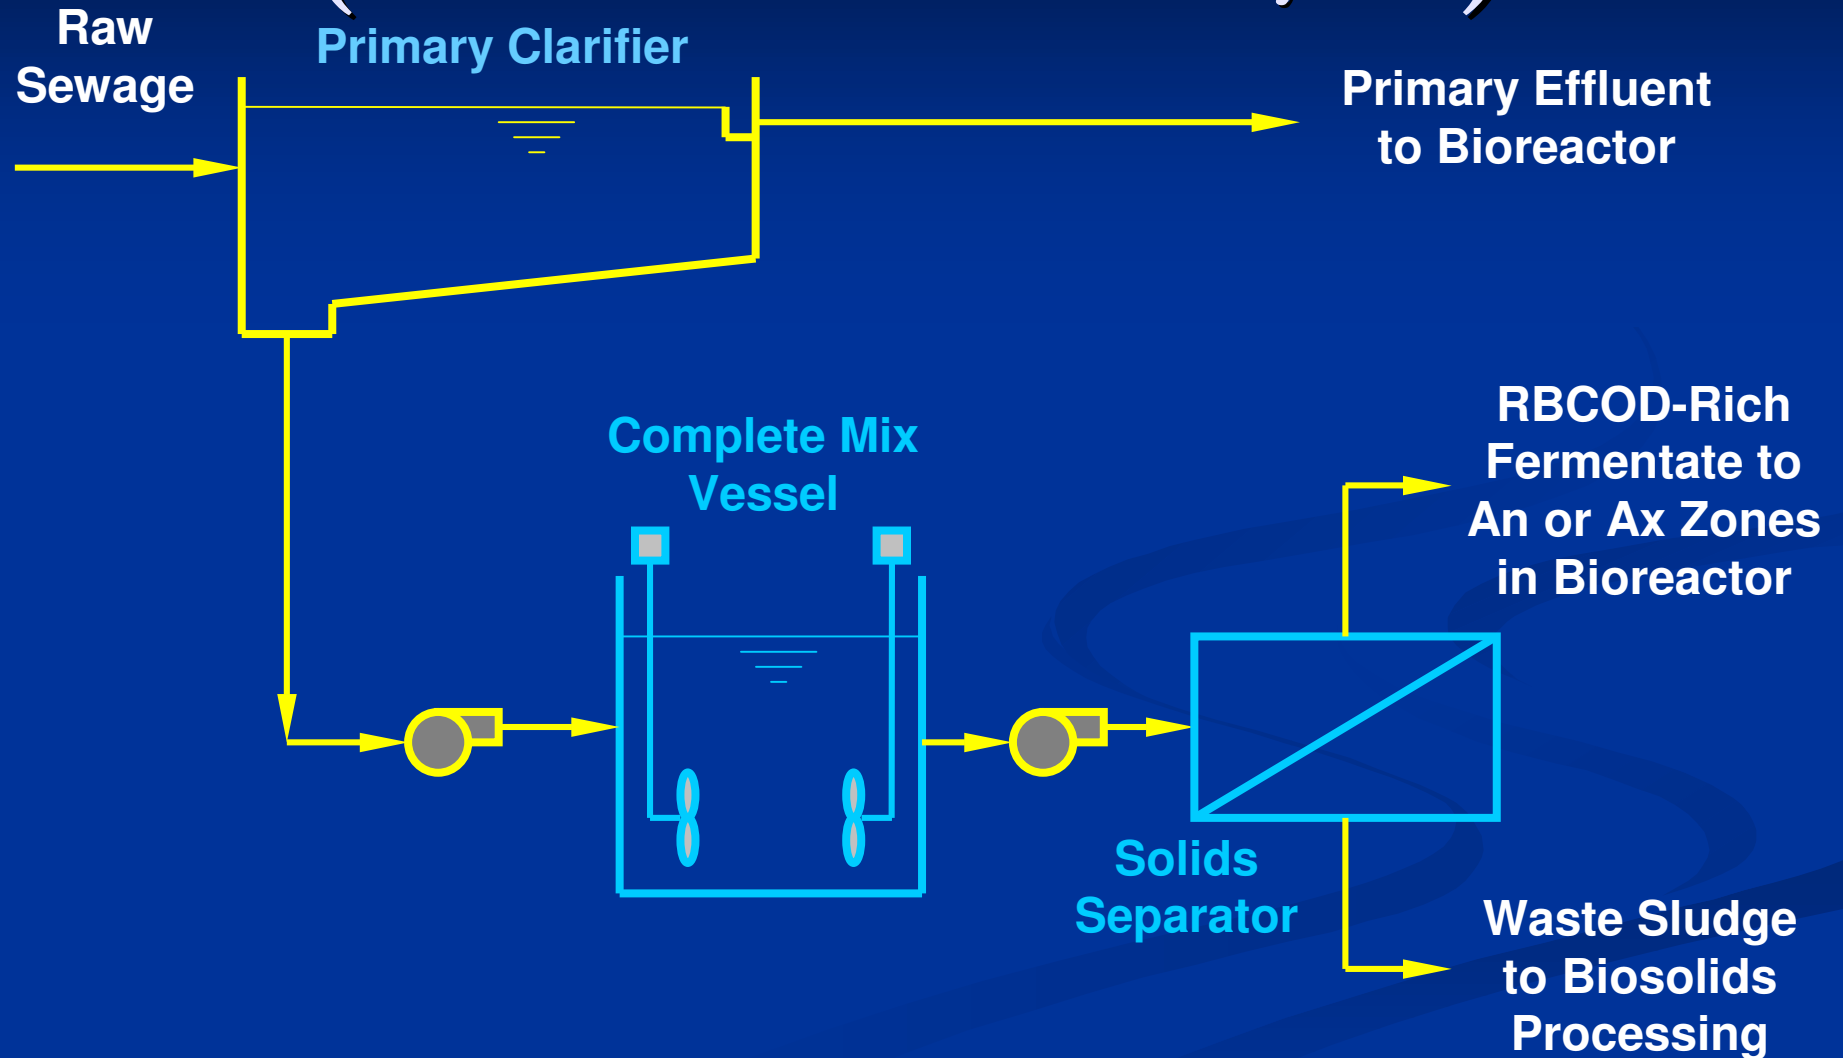 Raw
Sewage
Primary Clarifier
Primary Effluent
to Bioreactor
RBCOD-Rich
Fermentate to
An or Ax Zones
in Bioreactor
Complete Mix
Vessel
Solids
Separator
Waste Sludge
to Biosolids
Processing